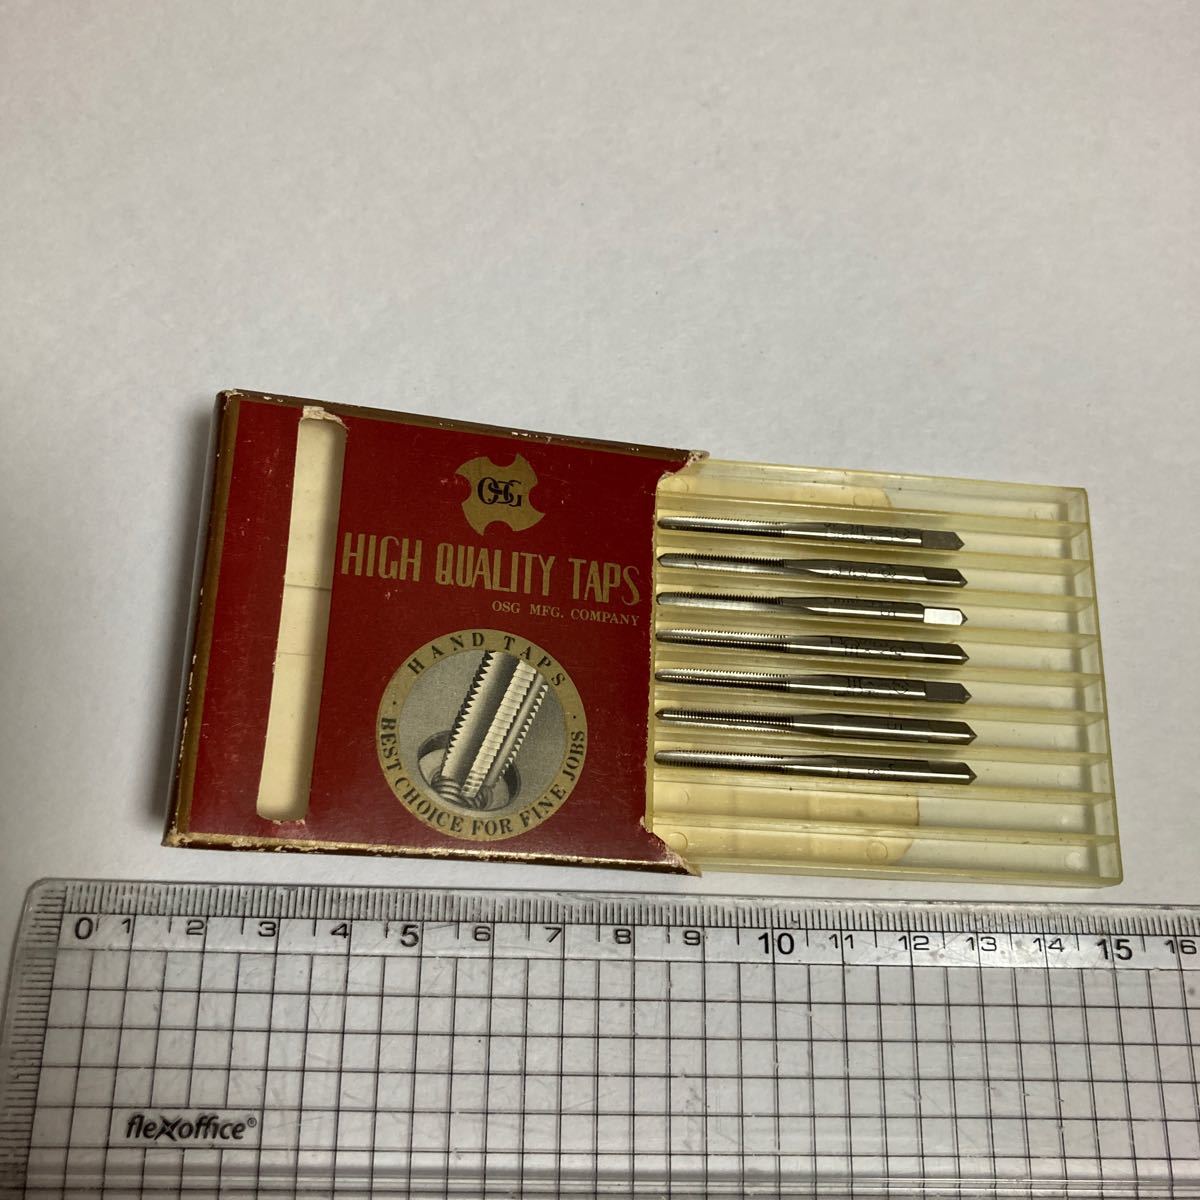 OSG
HIGH QUALITY TAPS
OSG MFG. COMPANY
HAND TAPS
BEST CHOICE FOR FINE JOBS
0 1 2 3 4 5 6 7 8 9 10 11 12 13 14 15 16
flexoffice®